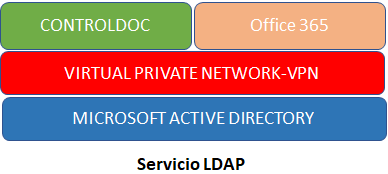 CONTROLDOC
Office 365
VIRTUAL PRIVATE NETWORK-VPN
MICROSOFT ACTIVE DIRECTORY
Servicio LDAP